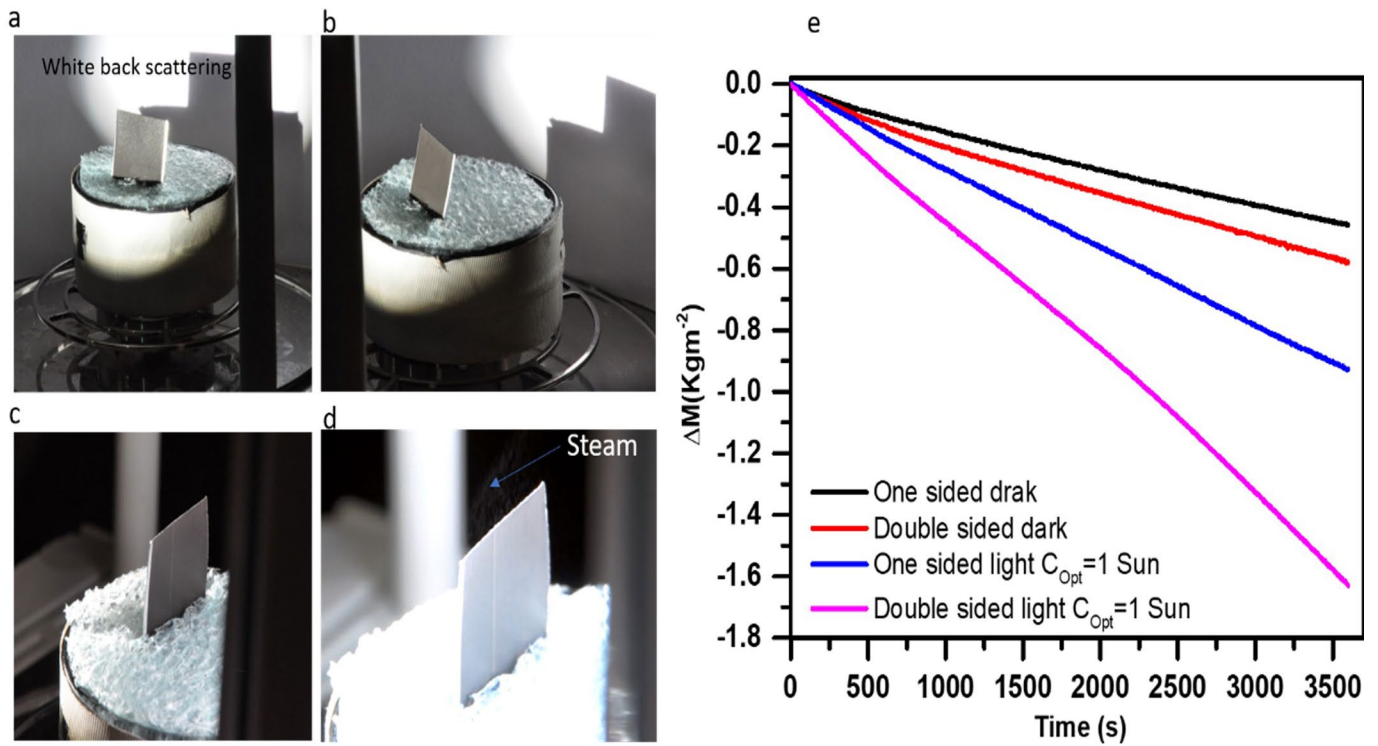 a
White back scattering
b
c
d
Steam
e
0.0
-0.2
-0.4
-0.6
-0.8
-1.0
-1.2
-1.4
-1.6
-1.8
ΔM(Kgm-2)
One sided drak
Double sided dark
One sided light COpt=1 Sun
Double sided light COpt=1 Sun
0 500 1000 1500 2000 2500 3000 3500
Time (s)